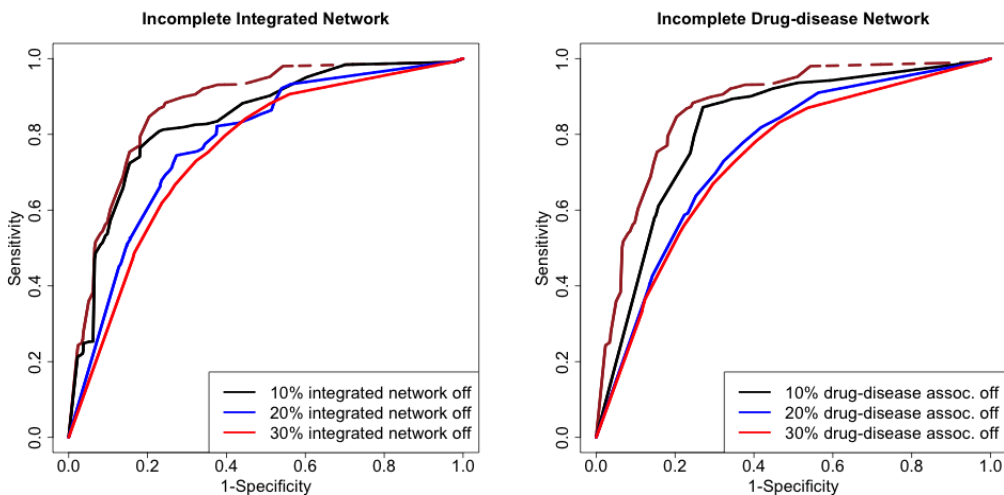 Incomplete Integrated Network
Sensitivity
0.0 0.2 0.4 0.6 0.8 1.0
10% integrated network off
20% integrated network off
30% integrated network off
0.0 0.2 0.4 0.6 0.8 1.0
1-Specificity
Incomplete Drug-disease Network
Sensitivity
0.0 0.2 0.4 0.6 0.8 1.0
10% drug-disease assoc. off
20% drug-disease assoc. off
30% drug-disease assoc. off
0.0 0.2 0.4 0.6 0.8 1.0
1-Specificity